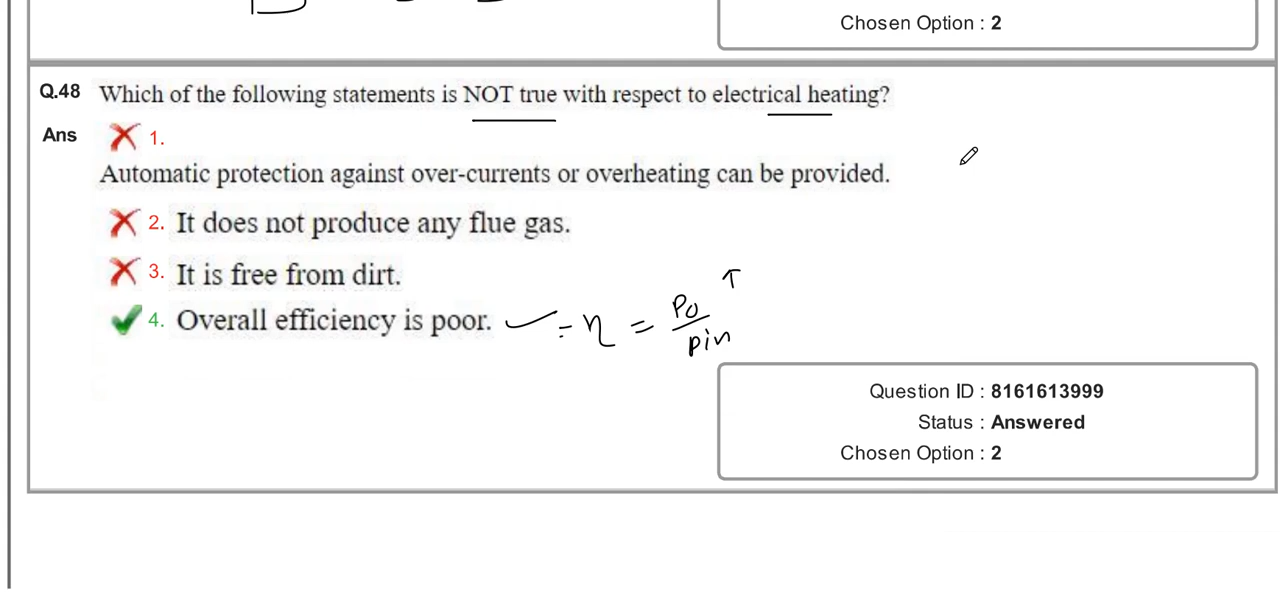 Chosen Option : 2
Q.48 Which of the following statements is NOT true with respect to electrical heating?
Ans 1.
Automatic protection against over-currents or overheating can be provided.
2. It does not produce any flue gas.
3. It is free from dirt.
4. Overall efficiency is poor. ÷ η = Po/Pin ↑
Question ID : 8161613999
Status : Answered
Chosen Option : 2